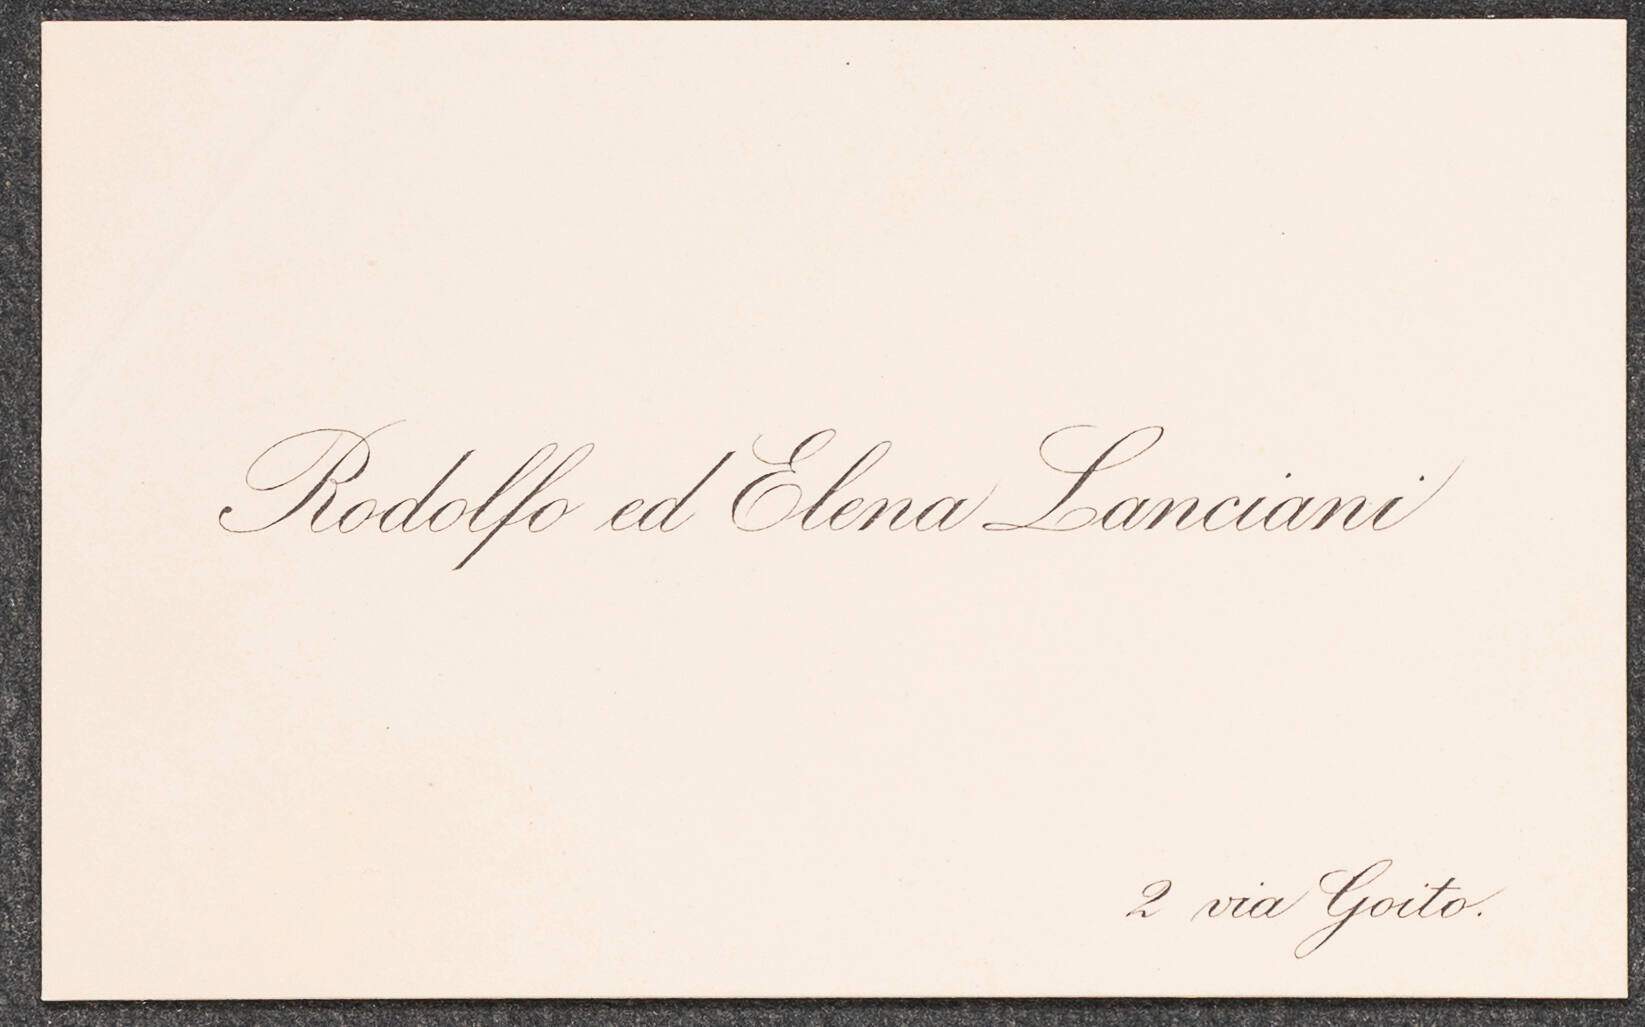 Rodolfo ed Elena Lanciani
2 via Goito.